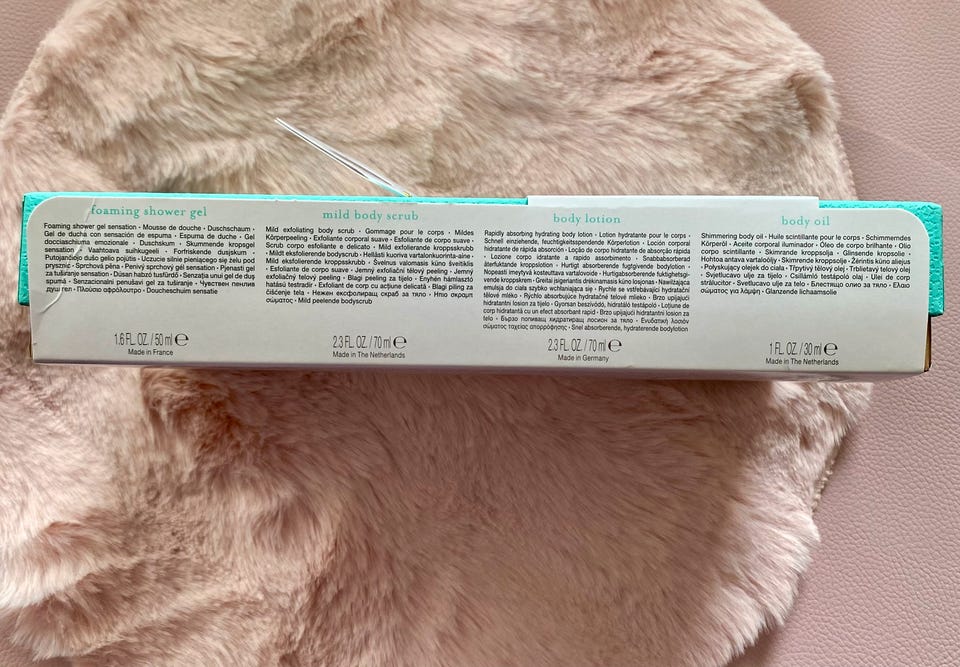 foaming shower gel
Foaming shower gel sensation • Mousse de douche • Duschschaum •
Gel de ducha con sensación de espuma • Espuma de duche • Gel
docciaschiuma emozionale • Duschskum • Skummende kropsgel
sensation • Vaahtotava suihkugeeli • Forfriskende dusjskum •
Putojančio dušo gelio pojūtis • Uczucie silnie pieniącego się żelu pod
prysznic • Sprchová pěna • Penivý sprchový gél sensation • Pjenasti gel
za tuširanje sensation • Dúsan habzó tusfürdő • Senzaţia unui gel de duş
spumă • Senzacionalni penušavi gel za tuširanje • Чувствен пенлив
душ гел • Πλούσιο αφρόλουτρο • Doucheschuim sensatie
1.6 FL. OZ. / 50 ml ℮
Made in France
mild body scrub
Mild exfoliating body scrub • Gommage pour le corps • Mildes
Körperpeeling • Exfoliante corporal suave • Esfoliante de corpo suave •
Scrub corpo esfoliante e delicato • Mild exfolierande kroppsskrubb
• Mildt eksfolierende bodyscrub • Hellästi kuoriva vartalokuorinta-aine •
Mild eksfolierende kroppsskrubb • Švelnus valomasis kūno šveitiklis
• Esfoliante de corpo suave • Jemný exfoliační tělový peeling • Jemný
exfoliačný telový peeling • Blagi peeling za tijelo • Enyhén hámlasztó
hatású testradír • Exfoliant de corp cu acţiune delicată • Blagi piling za
čišćenje tela • Нежен ексфолиращ скраб за тяло • Ήπιο σκραμπ
σώματος • Mild peelende bodyscrub
2.3 FL. OZ. / 70 ml ℮
Made in The Netherlands
body lotion
Rapidly absorbing hydrating body lotion • Lotion hydratante pour le corps •
Schnell einziehende, feuchtigkeitsspendende Körperlotion • Loción corporal
hidratante de rápida absorción • Loção de corpo hidratante de absorção rápida
• Lozione corpo idratante a rapido assorbimento • Snabbabsorberad
återfuktande kroppslotion • Hurtigt absorberende fugtgivende bodylotion •
Nopeasti imeytyvä kosteuttava vartalovoide • Hurtigabsorberende fuktighetsgi-
vende kroppskrem • Greitai įsigeriantis drėkinamasis kūno losjonas • Nawilżająca
emulsja do ciała szybko wchłaniająca się • Rychle se vstřebávající hydratační
tělové mléko • Rýchlo absorbujúce hydratačné telové mlieko • Brzo upijajući
hidratantni losion za tijelo • Gyorsan beszívódó, hidratáló testápoló • Loţiune de
corp hidratantă cu un efect absorbant rapid • Brzo upijajući hidratantni losion za
telo • Бързо попиващ хидратиращ лосион за тяло • Ενυδατική λοσιόν
σώματος ταχείας απορρόφησης • Snel absorberende, hydraterende bodylotion
2.3 FL. OZ. / 70 ml ℮
Made in Germany
body oil
Shimmering body oil • Huile scintillante pour le corps • Schimmerndes
Körperöl • Aceite corporal iluminador • Óleo de corpo brilhante • Olio
corpo scintillante • Skimrande kroppsolja • Glinsende kropsolie •
Hohtoa antava vartaloöljy • Skimrende kroppsolje • Žėrintis kūno aliejus
• Połyskujący olejek do ciała • Třpytivý tělový olej • Trblietavý telový olej
• Svetlucavo ulje za tijelo • Csillámló testápoló olaj • Ulei de corp
strălucitor • Svetlucavo ulje za telo • Блестящо олио за тяло • Έλαιο
σώματος για λάμψη • Glanzende lichaamsolie
1 FL. OZ. / 30 ml ℮
Made in The Netherlands